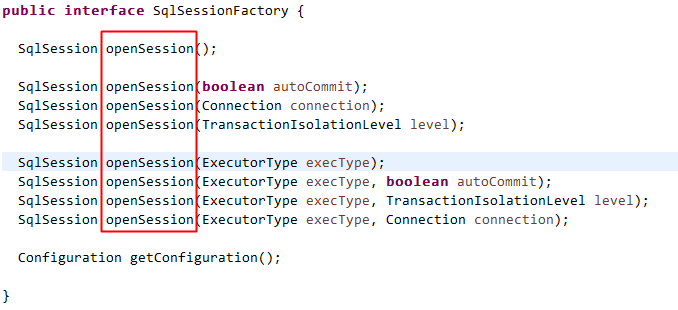 public interface SqlSessionFactory {
SqlSession openSession();
SqlSession openSession(boolean autoCommit);
SqlSession openSession(Connection connection);
SqlSession openSession(TransactionIsolationLevel level);
SqlSession openSession(ExecutorType execType);
SqlSession openSession(ExecutorType execType, boolean autoCommit);
SqlSession openSession(ExecutorType execType, TransactionIsolationLevel level);
SqlSession openSession(ExecutorType execType, Connection connection);
Configuration getConfiguration();
}